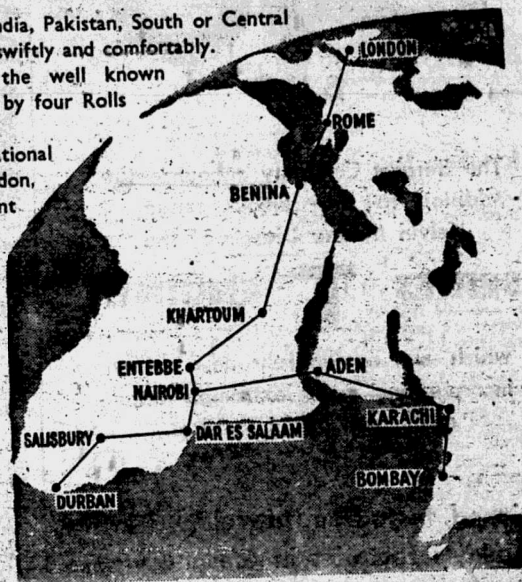 ndia, Pakistan, South or Central
swiftly and comfortably.
the well known
by four Rolls
ational
don,
nt
LONDON
ROME
BENINA
KHARTOUM
ENTEBBE
ADEN
NAIROBI
KARACHI
SALISBURY
DAR ES SALAAM
BOMBAY
DURBAN